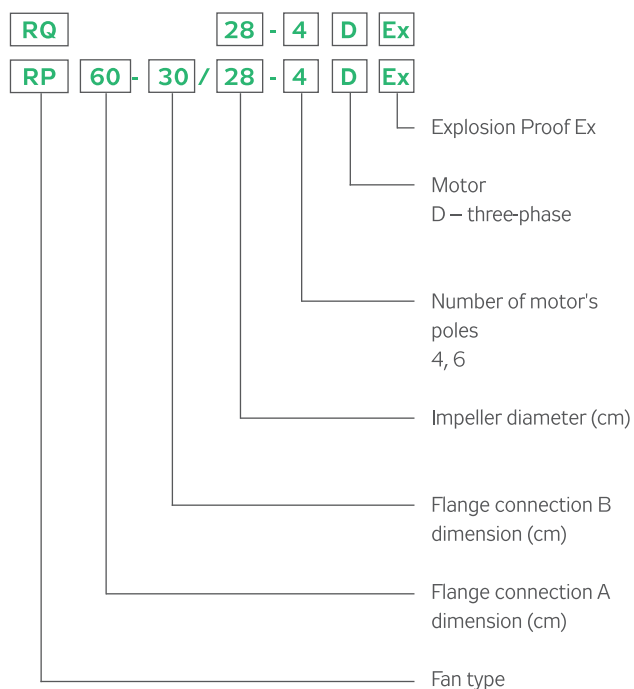 RQ 28 - 4 D Ex
RP 60 - 30 / 28 - 4 D Ex
Explosion Proof Ex
Motor
D – three-phase
Number of motor's
poles
4, 6
Impeller diameter (cm)
Flange connection B
dimension (cm)
Flange connection A
dimension (cm)
Fan type